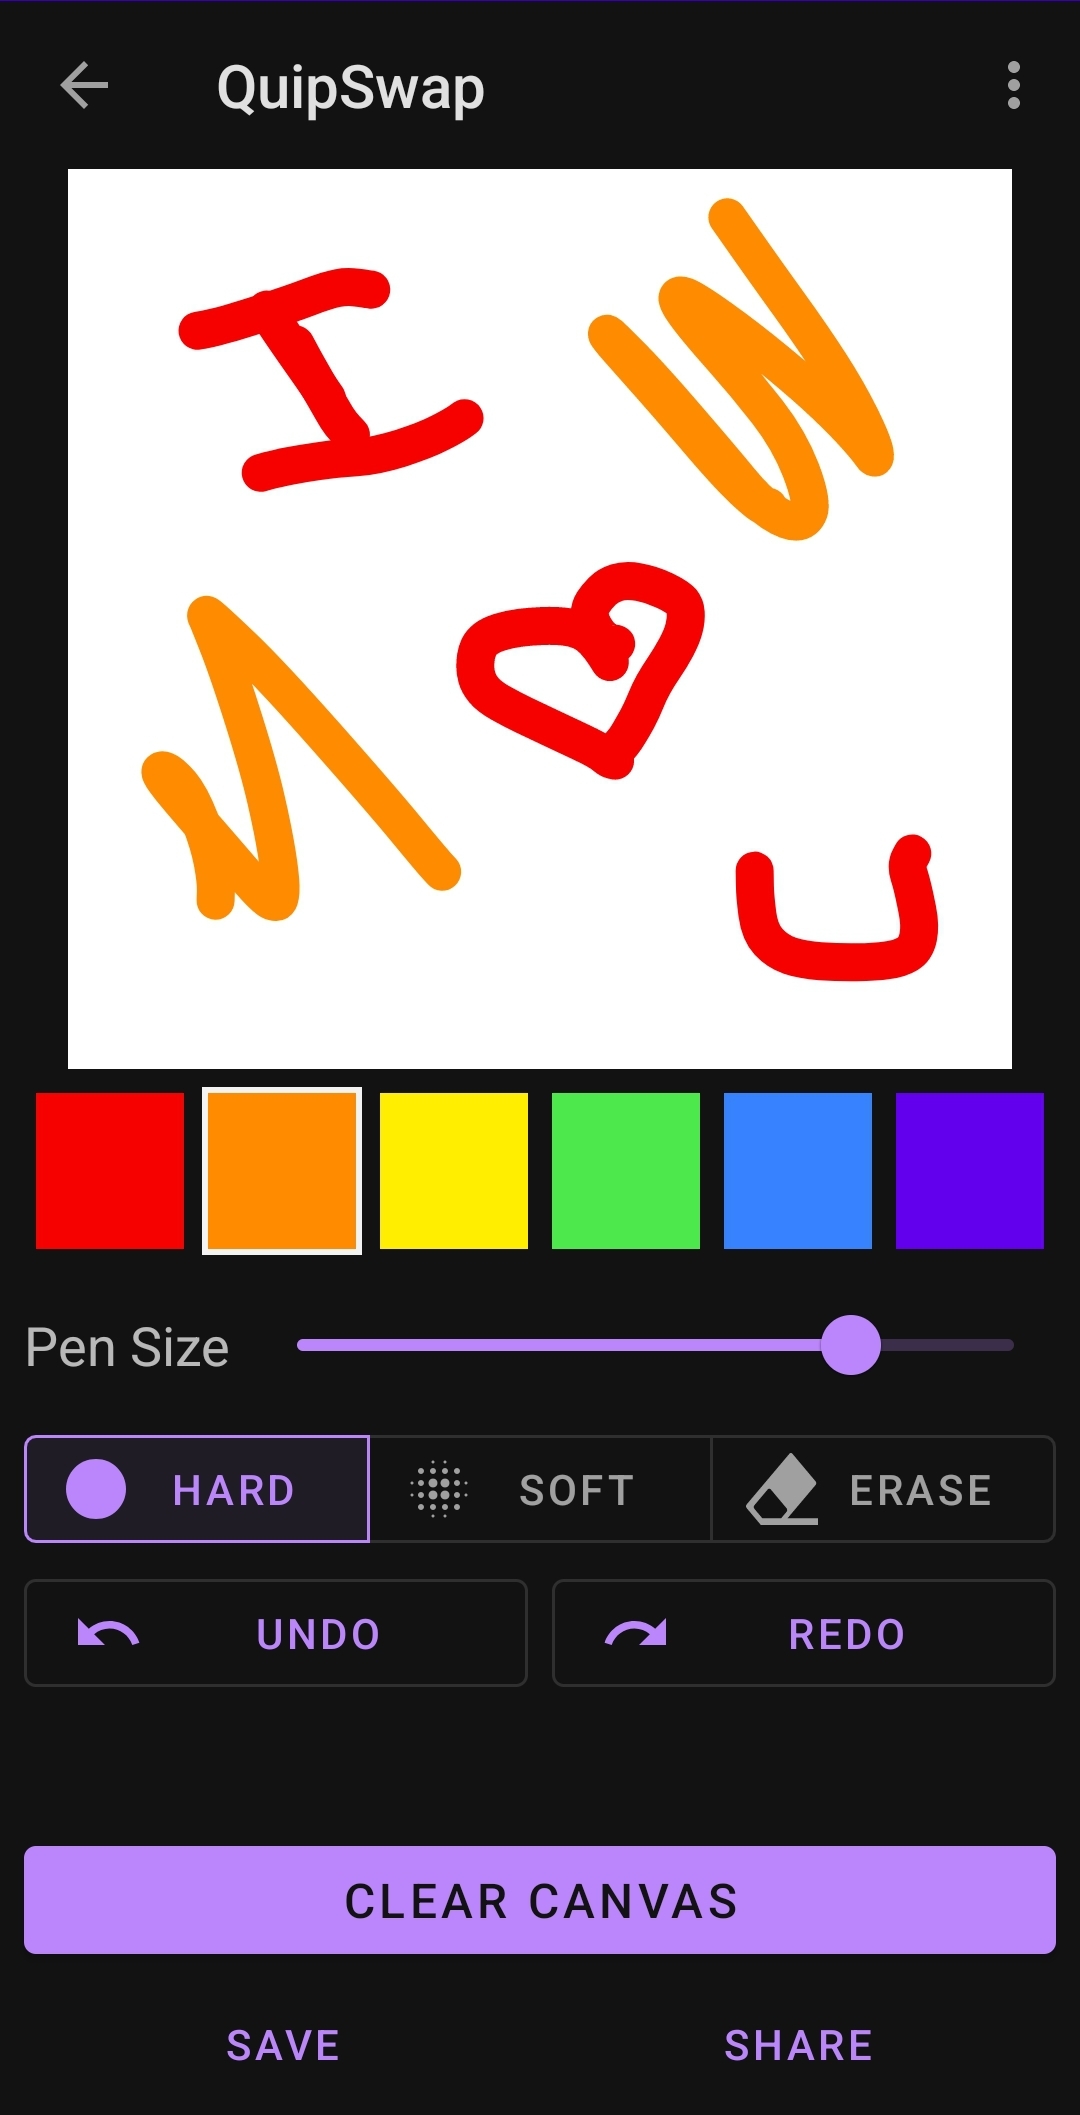 QuipSwap
I
♥
U
Pen Size
HARD SOFT ERASE
UNDO REDO
CLEAR CANVAS
SAVE SHARE